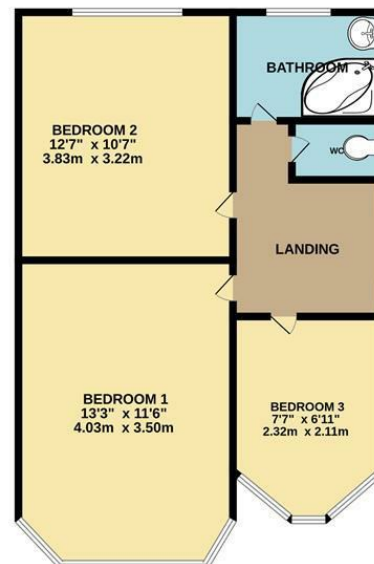 BATHROOM
BEDROOM 2
12'7" x 10'7"
3.83m x 3.22m
WC
LANDING
BEDROOM 1
13'3" x 11'6"
4.03m x 3.50m
BEDROOM 3
7'7" x 6'11"
2.32m x 2.11m